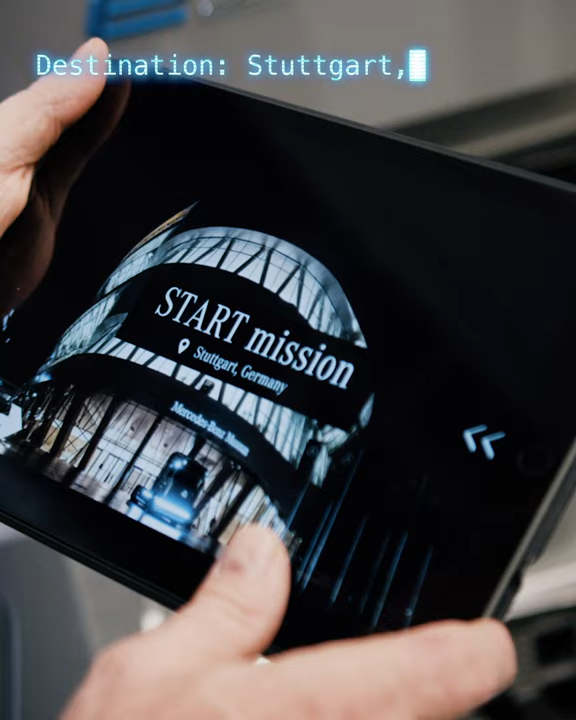 Destination: Stuttgart,
START mission
Stuttgart, Germany
Mercedes-Benz Museum